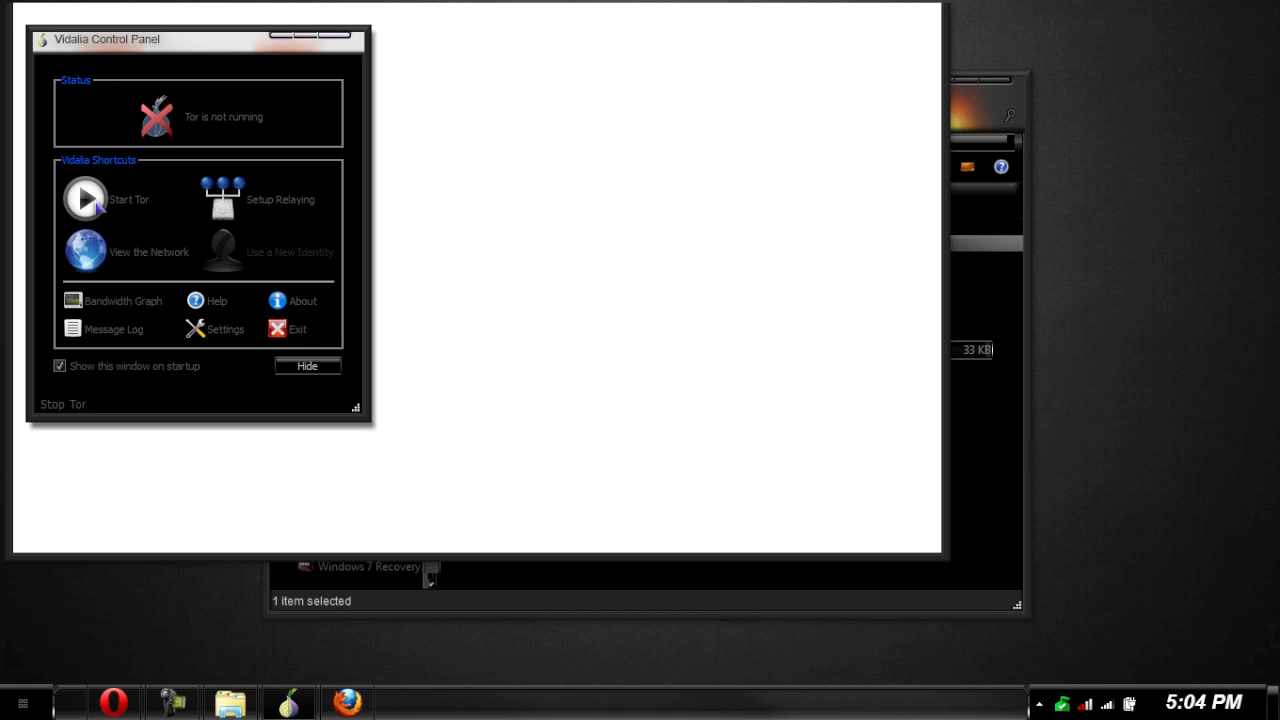 Vidalia Control Panel
Status
Tor is not running
Vidalia Shortcuts
Start Tor
Setup Relaying
View the Network
Use a New Identity
Bandwidth Graph
Help
About
Message Log
Settings
Exit
Show this window on startup
Hide
Stop Tor
33 KB
Windows 7 Recovery
1 item selected
5:04 PM